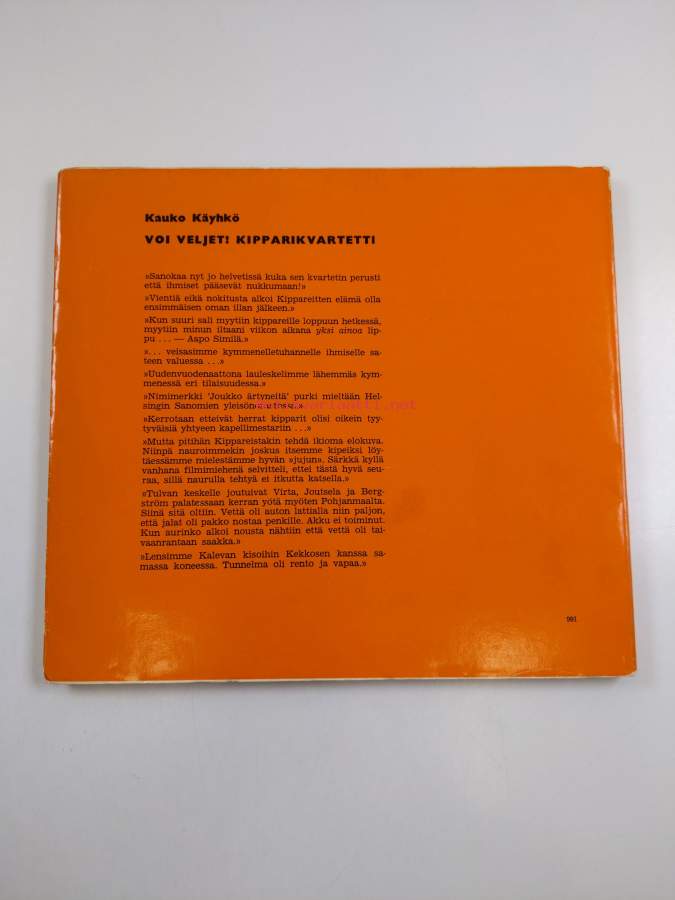 Kauko Käyhkö
VOI VELJET! KIPPARIKVARTETTI
»Sanokaa nyt jo helvetissä kuka sen kvartetin perusti
että ihmiset pääsevät nukkumaan!»
»Vientiä eikä nokitusta alkoi Kippareitten elämä olla
ensimmäisen oman illan jälkeen.»
»Kun suuri sali myytiin kippareille loppuun hetkessä,
myytiin minun iltaani viikon aikana yksi ainoa lip-
pu . . . — Aapo Similä.»
». . . veisasimme kymmenelletuhannelle ihmiselle sa-
teen valuessa . . .»
»Uudenvuodenaattona lauleskelimme lähemmäs kym-
menessä eri tilaisuudessa.»
»Nimimerkki 'Joukko ärtyneitä' purki mieltään Hel-
singin Sanomien yleisönosastossa.»
»Kerrotaan etteivät herrat kipparit olisi oikein tyy-
tyväisiä yhtyeen kapellimestariin . . .»
»Mutta pitihän Kippareistakin tehdä ikioma elokuva.
Niinpä nauroimmekin joskus itsemme kipeiksi löy-
täessämme mielestämme hyvän »jujun». Särkkä kyllä
vanhana filmimiehenä selvitteli, ettei tästä hyvä seu-
raa, sillä naurulla tehtyä ei itkutta katsella.»
»Tulvan keskelle joutuivat Virta, Joutsela ja Berg-
ström palatessaan kerran yötä myöten Pohjanmaalta.
Siinä sitä oltiin. Vettä oli auton lattialla niin paljon,
että jalat oli pakko nostaa penkille. Akku ei toiminut.
Kun aurinko alkoi nousta nähtiin että vettä oli tai-
vaanrantaan saakka.»
»Lensimme Kalevan kisoihin Kekkosen kanssa sa-
massa koneessa. Tunnelma oli rento ja vapaa.»
991